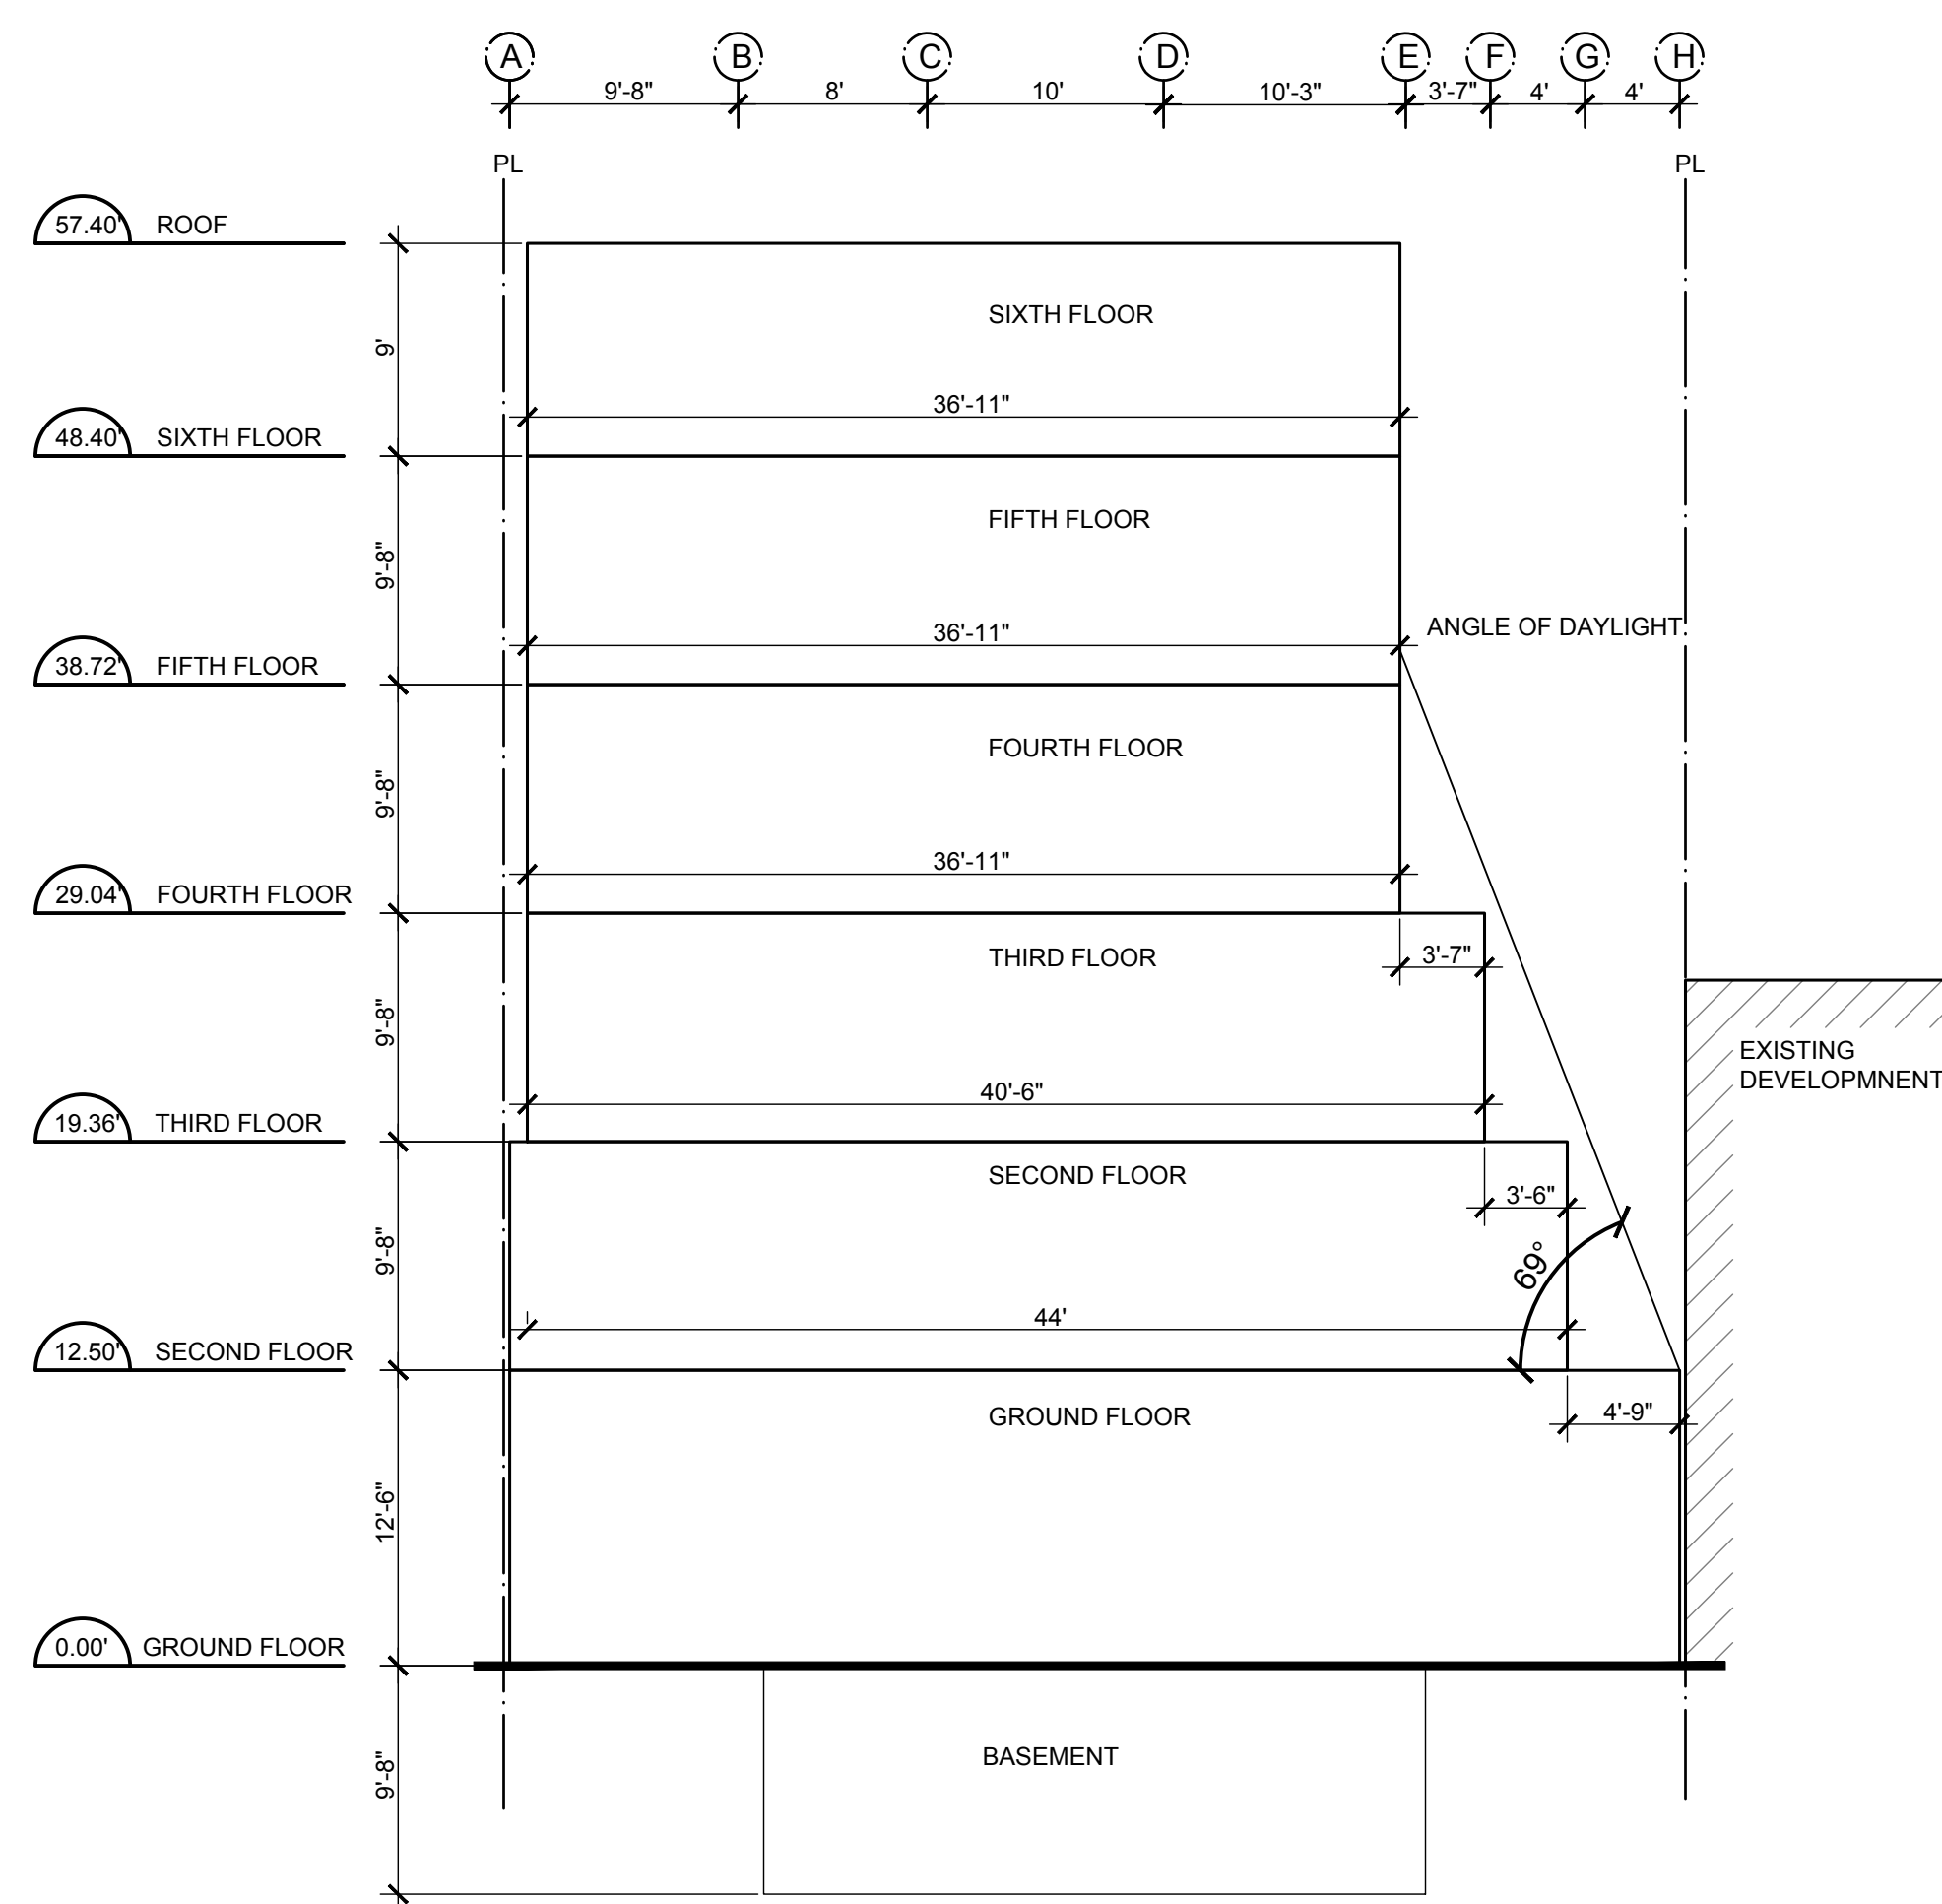 A B C D E F G H
9'-8" 8' 10' 10'-3" 3'-7" 4' 4'
PL PL
57.40' ROOF
SIXTH FLOOR
9'
36'-11"
48.40' SIXTH FLOOR
FIFTH FLOOR
9'-8"
36'-11" ANGLE OF DAYLIGHT
38.72' FIFTH FLOOR
FOURTH FLOOR
9'-8"
36'-11"
29.04' FOURTH FLOOR
THIRD FLOOR 3'-7"
9'-8"
EXISTING
DEVELOPMNENT
40'-6"
19.36' THIRD FLOOR
SECOND FLOOR
3'-6"
9'-8"
69°
44'
12.50' SECOND FLOOR
GROUND FLOOR 4'-9"
12'-6"
0.00' GROUND FLOOR
BASEMENT
9'-8"